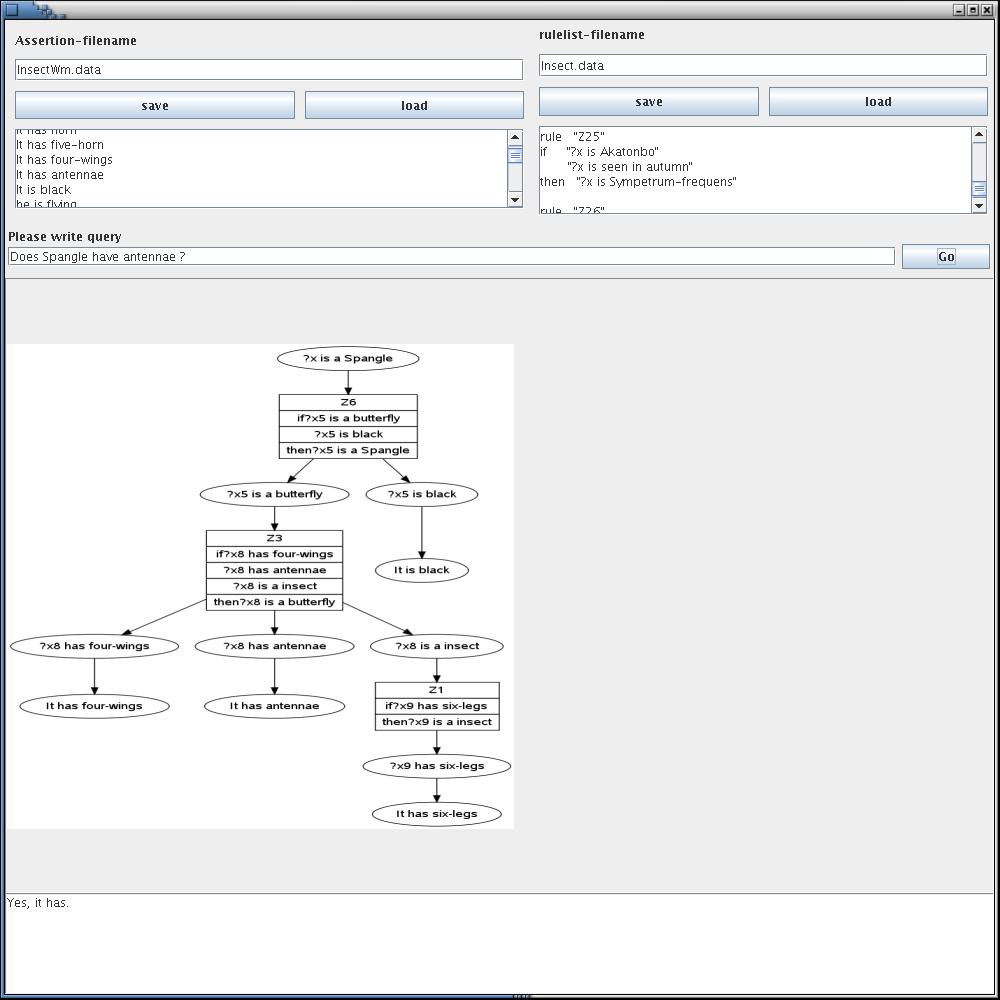 Assertion-filename
InsectWm.data
save
load
It has horn
It has five-horn
It has four-wings
It has antennae
It is black
he is flying
rulelist-filename
Insect.data
save
load
rule "Z25"
if "?x is Akatonbo"
"?x is seen in autumn"
then "?x is Sympetrum-frequens"
rule "Z26"
Please write query
Does Spangle have antennae ?
Go
?x is a Spangle
Z6
if?x5 is a butterfly
?x5 is black
then?x5 is a Spangle
?x5 is a butterfly
?x5 is black
Z3
if?x8 has four-wings
?x8 has antennae
?x8 is a insect
then?x8 is a butterfly
It is black
?x8 has four-wings
?x8 has antennae
?x8 is a insect
It has four-wings
It has antennae
Z1
if?x9 has six-legs
then?x9 is a insect
?x9 has six-legs
It has six-legs
Yes, it has.